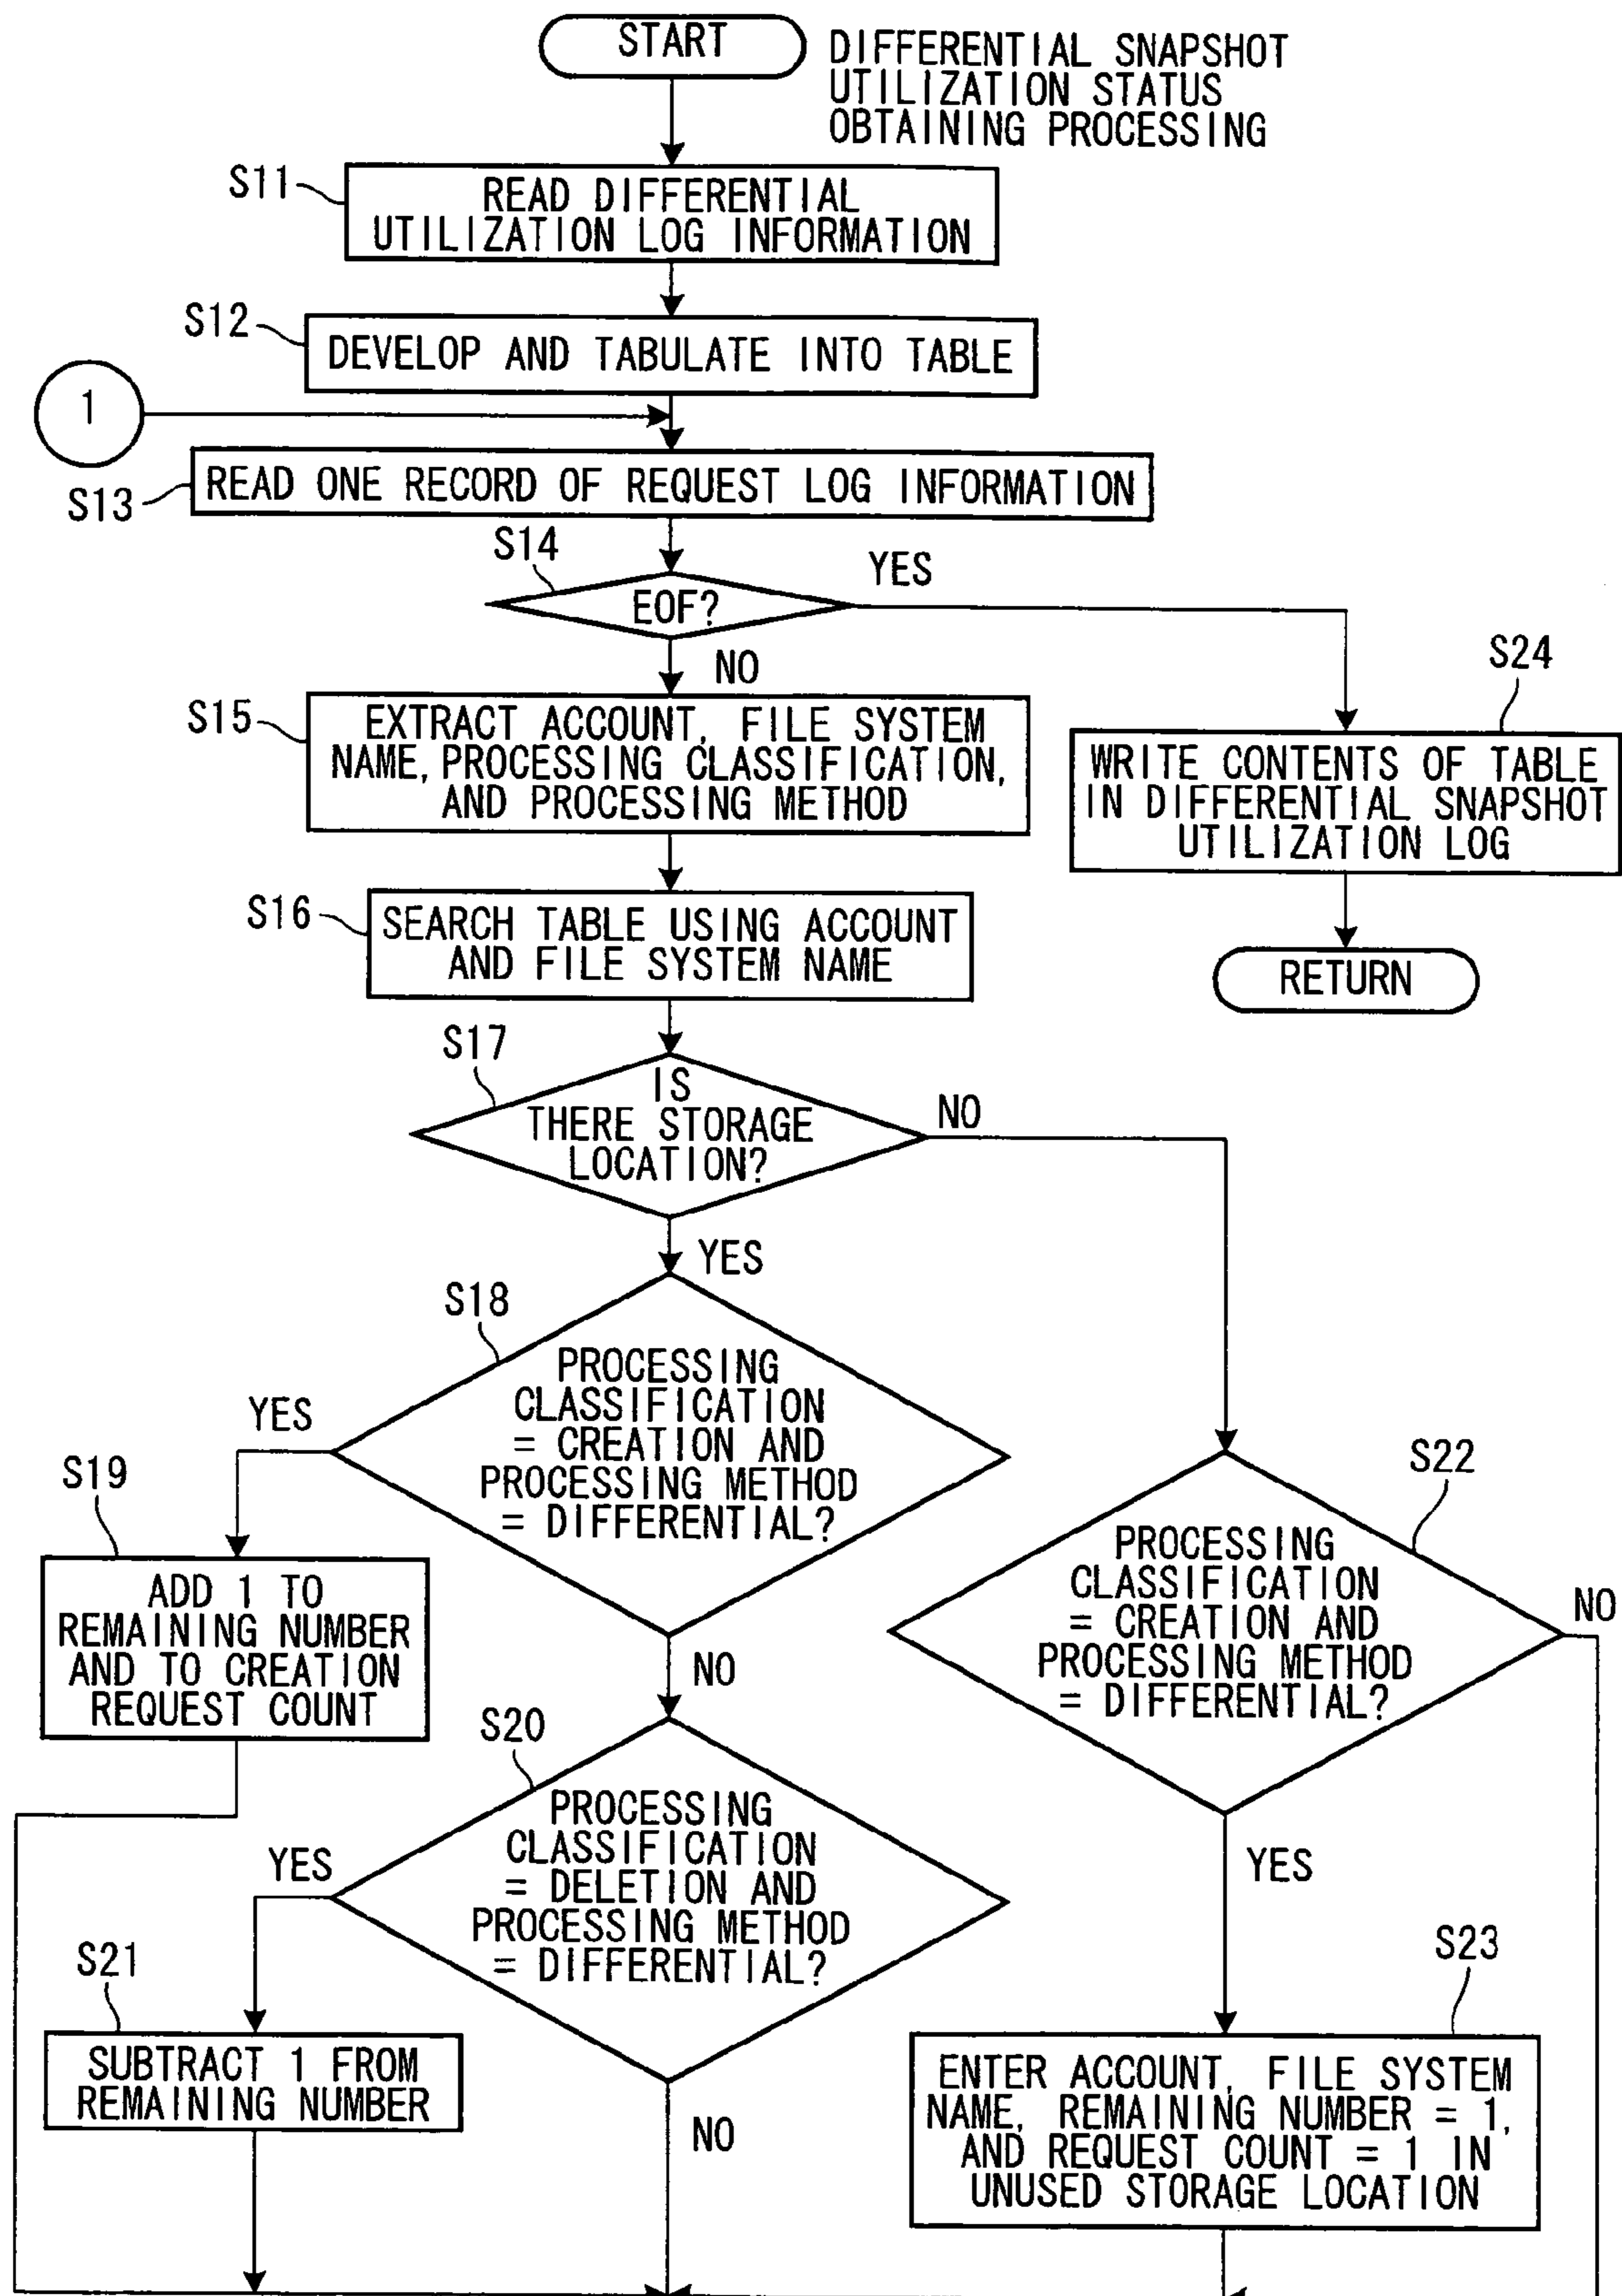 START
DIFFERENTIAL SNAPSHOT
UTILIZATION STATUS
OBTAINING PROCESSING
S11
READ DIFFERENTIAL
UTILIZATION LOG INFORMATION
S12
DEVELOP AND TABULATE INTO TABLE
1
S13
READ ONE RECORD OF REQUEST LOG INFORMATION
S14
EOF?
YES
NO
S24
WRITE CONTENTS OF TABLE
IN DIFFERENTIAL SNAPSHOT
UTILIZATION LOG
RETURN
S15
EXTRACT ACCOUNT, FILE SYSTEM
NAME, PROCESSING CLASSIFICATION,
AND PROCESSING METHOD
S16
SEARCH TABLE USING ACCOUNT
AND FILE SYSTEM NAME
S17
IS
THERE STORAGE
LOCATION?
NO
YES
S18
PROCESSING
CLASSIFICATION
= CREATION AND
PROCESSING METHOD
= DIFFERENTIAL?
YES
NO
S19
ADD 1 TO
REMAINING NUMBER
AND TO CREATION
REQUEST COUNT
S22
PROCESSING
CLASSIFICATION
= CREATION AND
PROCESSING METHOD
= DIFFERENTIAL?
NO
YES
S20
PROCESSING
CLASSIFICATION
= DELETION AND
PROCESSING METHOD
= DIFFERENTIAL?
YES
NO
S21
SUBTRACT 1 FROM
REMAINING NUMBER
S23
ENTER ACCOUNT, FILE SYSTEM
NAME, REMAINING NUMBER = 1,
AND REQUEST COUNT = 1 IN
UNUSED STORAGE LOCATION